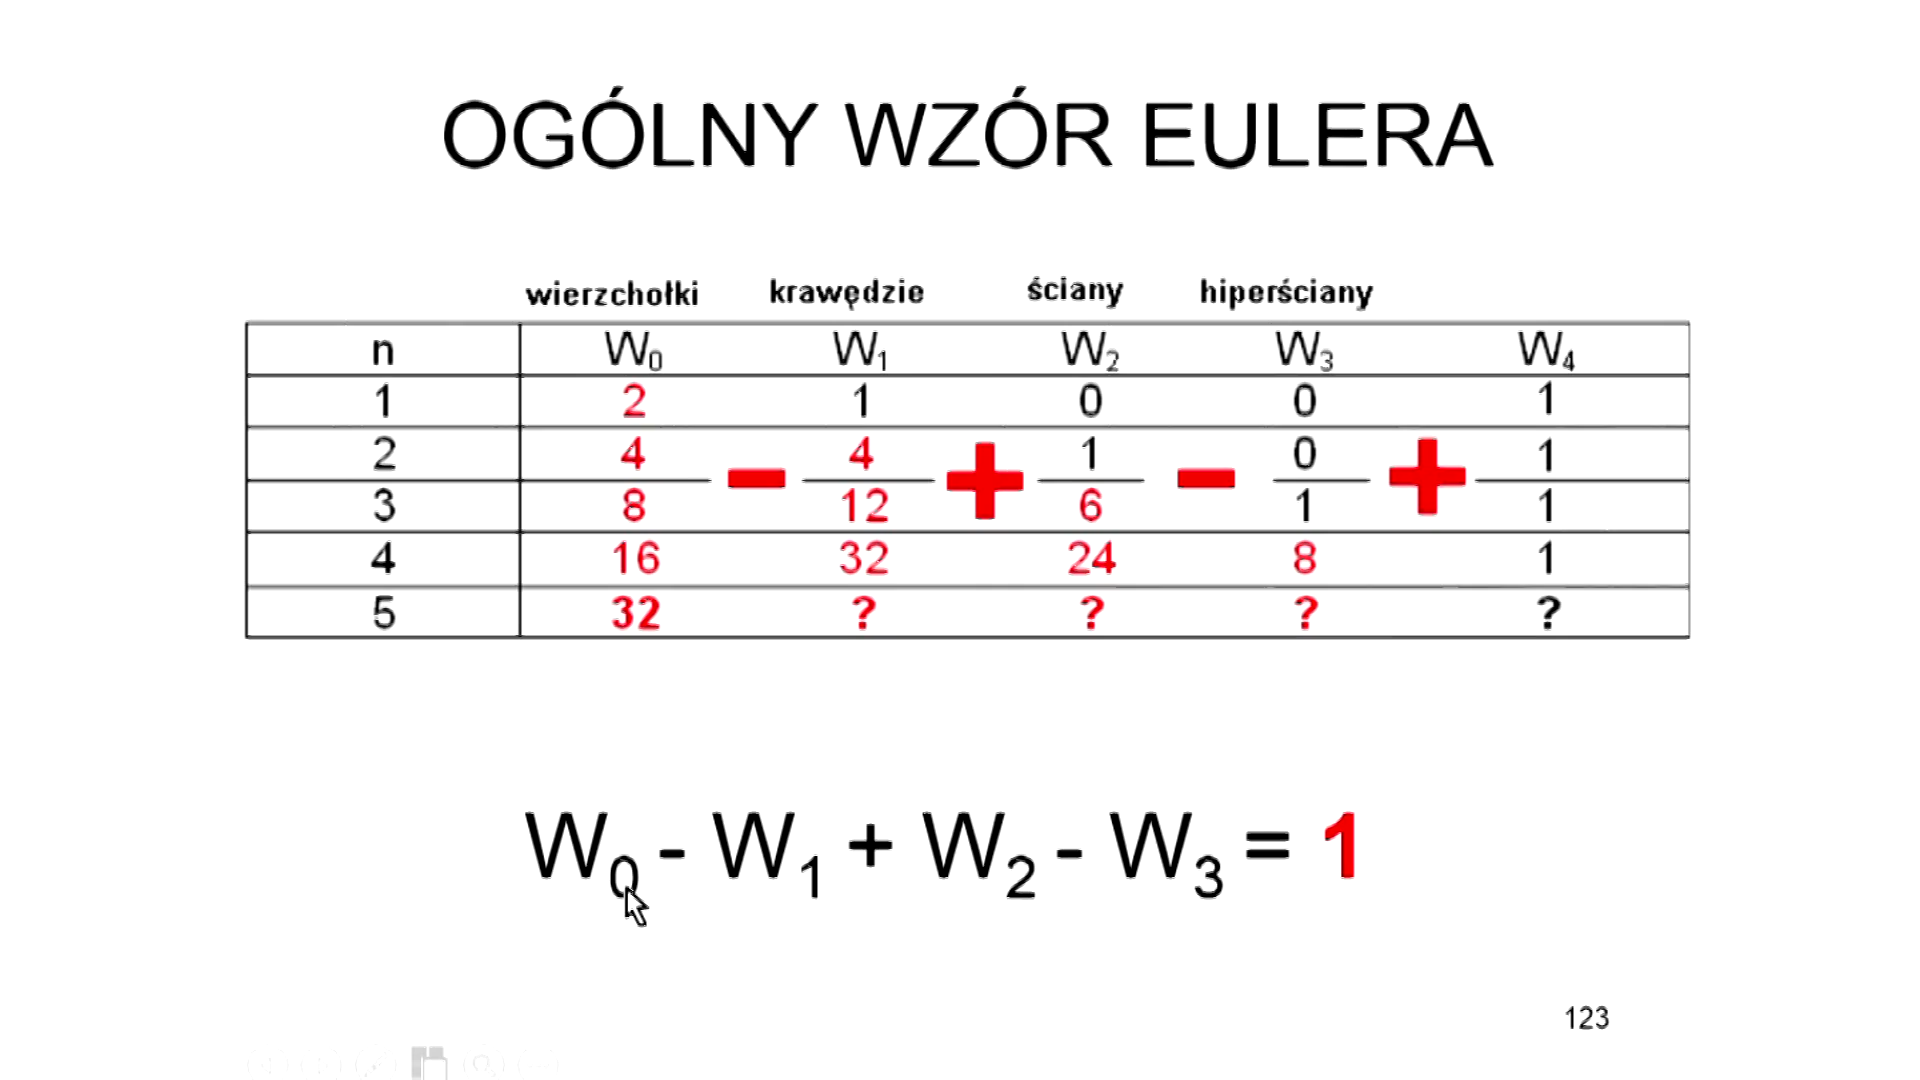 OGÓLNY WZÓR EULERA
wierzchołki krawędzie ściany hiperściany
n W₀ W₁ W₂ W₃ W₄
1 2 1 0 0 1
2 4 4 1 0 1
− + − +
3 8 12 6 1 1
4 16 32 24 8 1
5 32 ? ? ? ?
W₀ - W₁ + W₂ - W₃ = 1
123